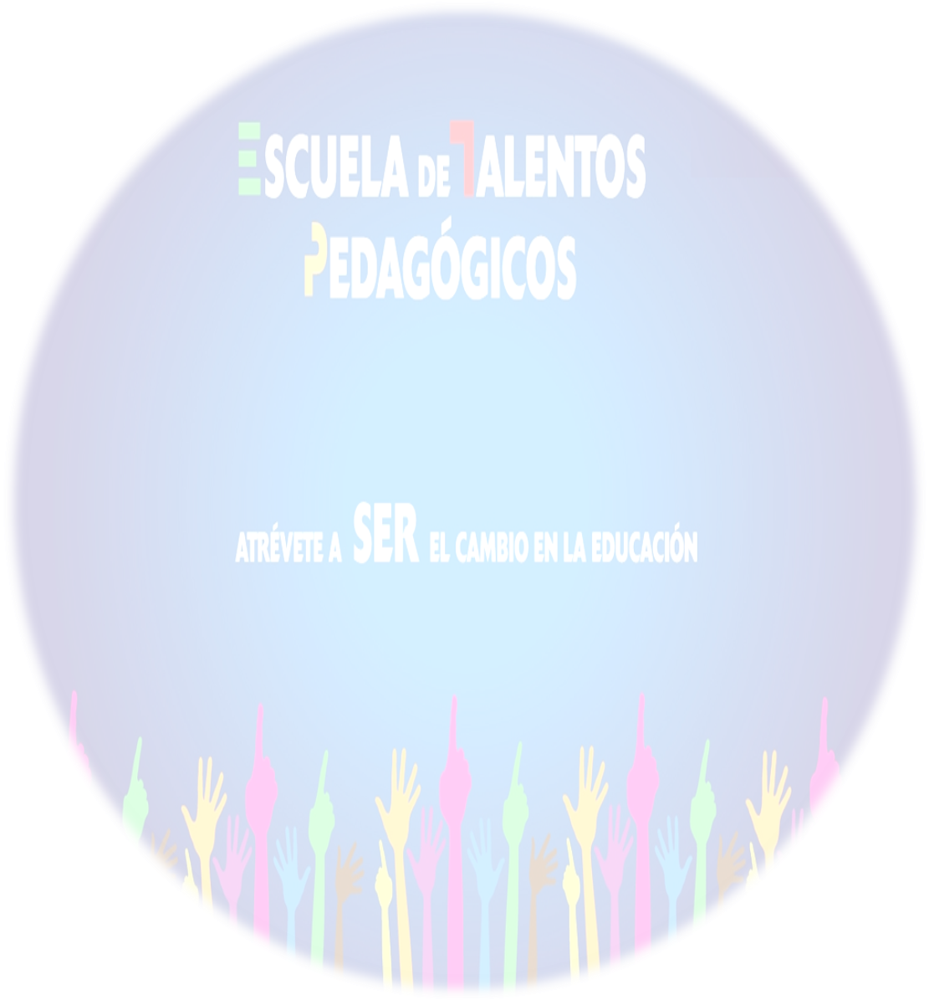 ESCUELA DE TALENTOS
PEDAGÓGICOS
ATRÉVETE A SER EL CAMBIO EN LA EDUCACIÓN